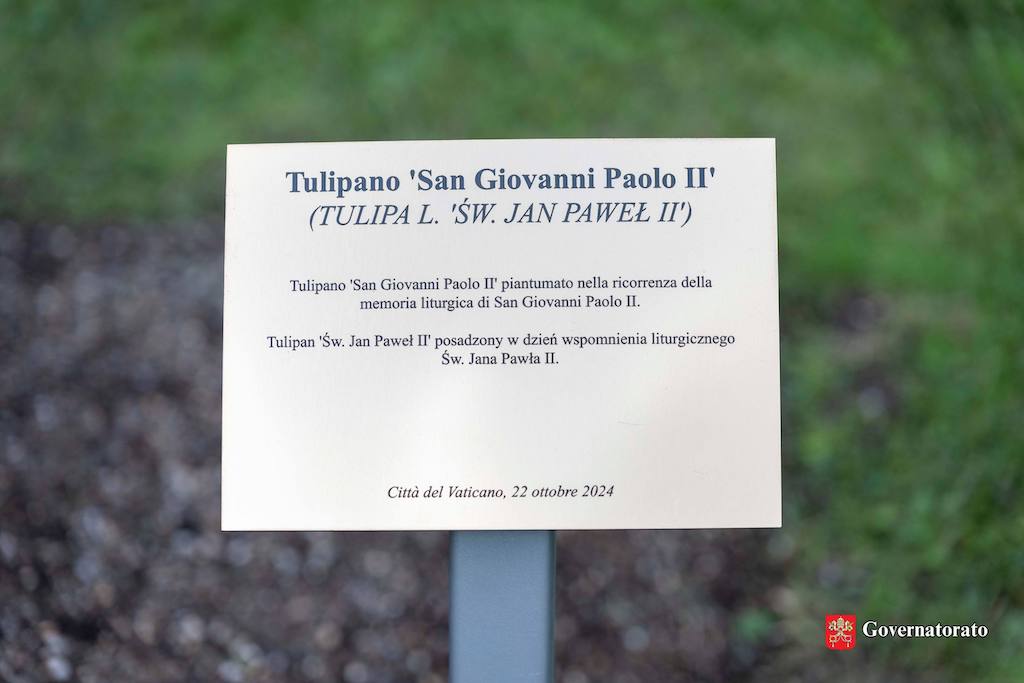 Tulipano 'San Giovanni Paolo II'
(TULIPA L. 'ŚW. JAN PAWEŁ II')
Tulipano 'San Giovanni Paolo II' piantumato nella ricorrenza della
memoria liturgica di San Giovanni Paolo II.
Tulipan 'Św. Jan Paweł II' posadzony w dzień wspomnienia liturgicznego
Św. Jana Pawła II.
Città del Vaticano, 22 ottobre 2024
Governatorato